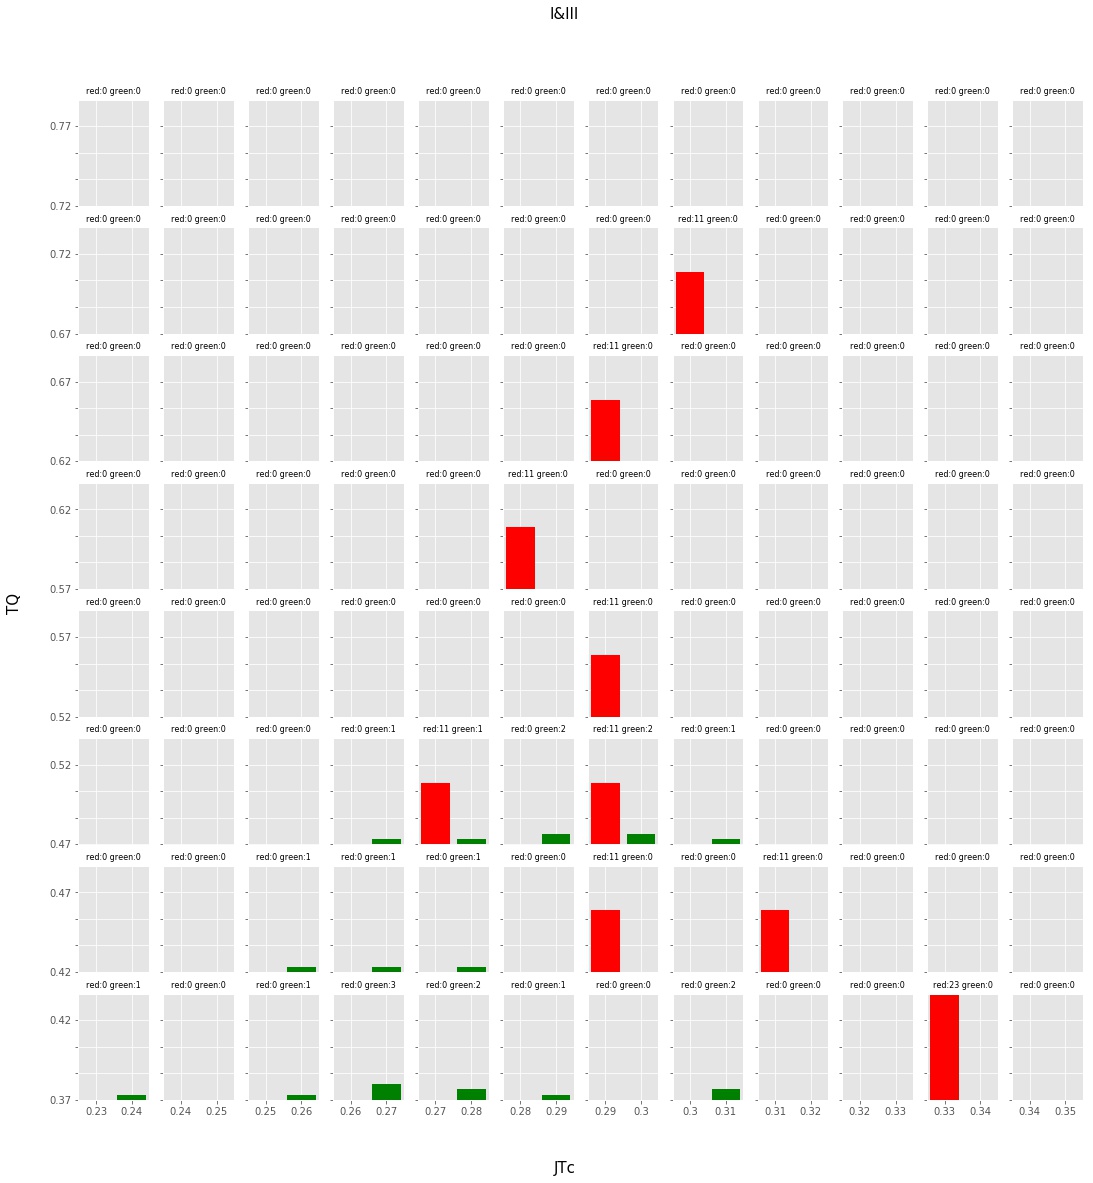 I&III
red:0 green:0 red:0 green:0 red:0 green:0 red:0 green:0 red:0 green:0 red:0 green:0 red:0 green:0 red:0 green:0 red:0 green:0 red:0 green:0 red:0 green:0 red:0 green:0
0.77
0.72
red:0 green:0 red:0 green:0 red:0 green:0 red:0 green:0 red:0 green:0 red:0 green:0 red:0 green:0 red:11 green:0 red:0 green:0 red:0 green:0 red:0 green:0 red:0 green:0
0.72
0.67
red:0 green:0 red:0 green:0 red:0 green:0 red:0 green:0 red:0 green:0 red:0 green:0 red:11 green:0 red:0 green:0 red:0 green:0 red:0 green:0 red:0 green:0 red:0 green:0
0.67
0.62
red:0 green:0 red:0 green:0 red:0 green:0 red:0 green:0 red:0 green:0 red:11 green:0 red:0 green:0 red:0 green:0 red:0 green:0 red:0 green:0 red:0 green:0 red:0 green:0
0.62
0.57
TQ
red:0 green:0 red:0 green:0 red:0 green:0 red:0 green:0 red:0 green:0 red:0 green:0 red:11 green:0 red:0 green:0 red:0 green:0 red:0 green:0 red:0 green:0 red:0 green:0
0.57
0.52
red:0 green:0 red:0 green:0 red:0 green:0 red:0 green:1 red:11 green:1 red:0 green:2 red:11 green:2 red:0 green:1 red:0 green:0 red:0 green:0 red:0 green:0 red:0 green:0
0.52
0.47
red:0 green:0 red:0 green:0 red:0 green:1 red:0 green:1 red:0 green:1 red:0 green:0 red:11 green:0 red:0 green:0 red:11 green:0 red:0 green:0 red:0 green:0 red:0 green:0
0.47
0.42
red:0 green:1 red:0 green:0 red:0 green:1 red:0 green:3 red:0 green:2 red:0 green:1 red:0 green:0 red:0 green:2 red:0 green:0 red:0 green:0 red:23 green:0 red:0 green:0
0.42
0.37
0.23 0.24 0.24 0.25 0.25 0.26 0.26 0.27 0.27 0.28 0.28 0.29 0.29 0.3 0.3 0.31 0.31 0.32 0.32 0.33 0.33 0.34 0.34 0.35
JTc